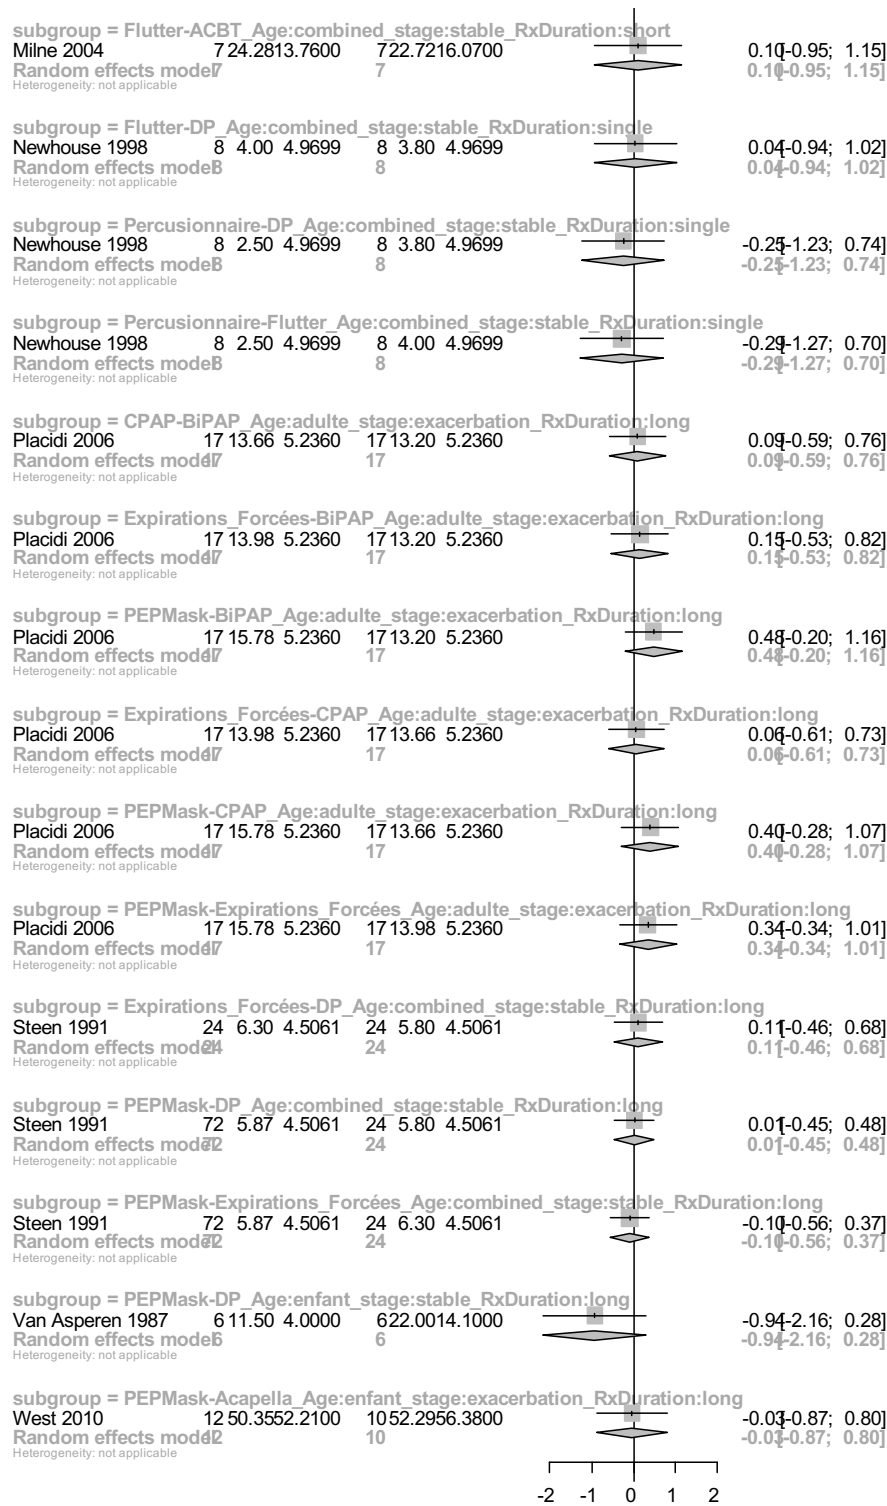 subgroup = Flutter-ACBT_Age:combined_stage:stable_RxDuration:short
Milne 2004 7 24.28 13.7600 7 22.72 16.0700 0.10 [-0.95; 1.15]
Random effects model 7 7 0.10 [-0.95; 1.15]
Heterogeneity: not applicable
subgroup = Flutter-DP_Age:combined_stage:stable_RxDuration:single
Newhouse 1998 8 4.00 4.9699 8 3.80 4.9699 0.04 [-0.94; 1.02]
Random effects model 8 8 0.04 [-0.94; 1.02]
Heterogeneity: not applicable
subgroup = Percusionnaire-DP_Age:combined_stage:stable_RxDuration:single
Newhouse 1998 8 2.50 4.9699 8 3.80 4.9699 -0.25 [-1.23; 0.74]
Random effects model 8 8 -0.25 [-1.23; 0.74]
Heterogeneity: not applicable
subgroup = Percusionnaire-Flutter_Age:combined_stage:stable_RxDuration:single
Newhouse 1998 8 2.50 4.9699 8 4.00 4.9699 -0.29 [-1.27; 0.70]
Random effects model 8 8 -0.29 [-1.27; 0.70]
Heterogeneity: not applicable
subgroup = CPAP-BiPAP_Age:adulte_stage:exacerbation_RxDuration:long
Placidi 2006 17 13.66 5.2360 17 13.20 5.2360 0.09 [-0.59; 0.76]
Random effects model 17 17 0.09 [-0.59; 0.76]
Heterogeneity: not applicable
subgroup = Expirations_Forcées-BiPAP_Age:adulte_stage:exacerbation_RxDuration:long
Placidi 2006 17 13.98 5.2360 17 13.20 5.2360 0.15 [-0.53; 0.82]
Random effects model 17 17 0.15 [-0.53; 0.82]
Heterogeneity: not applicable
subgroup = PEPMask-BiPAP_Age:adulte_stage:exacerbation_RxDuration:long
Placidi 2006 17 15.78 5.2360 17 13.20 5.2360 0.48 [-0.20; 1.16]
Random effects model 17 17 0.48 [-0.20; 1.16]
Heterogeneity: not applicable
subgroup = Expirations_Forcées-CPAP_Age:adulte_stage:exacerbation_RxDuration:long
Placidi 2006 17 13.98 5.2360 17 13.66 5.2360 0.06 [-0.61; 0.73]
Random effects model 17 17 0.06 [-0.61; 0.73]
Heterogeneity: not applicable
subgroup = PEPMask-CPAP_Age:adulte_stage:exacerbation_RxDuration:long
Placidi 2006 17 15.78 5.2360 17 13.66 5.2360 0.40 [-0.28; 1.07]
Random effects model 17 17 0.40 [-0.28; 1.07]
Heterogeneity: not applicable
subgroup = PEPMask-Expirations_Forcées_Age:adulte_stage:exacerbation_RxDuration:long
Placidi 2006 17 15.78 5.2360 17 13.98 5.2360 0.34 [-0.34; 1.01]
Random effects model 17 17 0.34 [-0.34; 1.01]
Heterogeneity: not applicable
subgroup = Expirations_Forcées-DP_Age:combined_stage:stable_RxDuration:long
Steen 1991 24 6.30 4.5061 24 5.80 4.5061 0.11 [-0.46; 0.68]
Random effects model 24 24 0.11 [-0.46; 0.68]
Heterogeneity: not applicable
subgroup = PEPMask-DP_Age:combined_stage:stable_RxDuration:long
Steen 1991 72 5.87 4.5061 24 5.80 4.5061 0.01 [-0.45; 0.48]
Random effects model 72 24 0.01 [-0.45; 0.48]
Heterogeneity: not applicable
subgroup = PEPMask-Expirations_Forcées_Age:combined_stage:stable_RxDuration:long
Steen 1991 72 5.87 4.5061 24 6.30 4.5061 -0.10 [-0.56; 0.37]
Random effects model 72 24 -0.10 [-0.56; 0.37]
Heterogeneity: not applicable
subgroup = PEPMask-DP_Age:enfant_stage:stable_RxDuration:long
Van Asperen 1987 6 11.50 4.0000 6 22.00 14.1000 -0.94 [-2.16; 0.28]
Random effects model 6 6 -0.94 [-2.16; 0.28]
Heterogeneity: not applicable
subgroup = PEPMask-Acapella_Age:enfant_stage:exacerbation_RxDuration:long
West 2010 12 50.35 52.2100 10 52.29 56.3800 -0.03 [-0.87; 0.80]
Random effects model 12 10 -0.03 [-0.87; 0.80]
Heterogeneity: not applicable
-2 -1 0 1 2